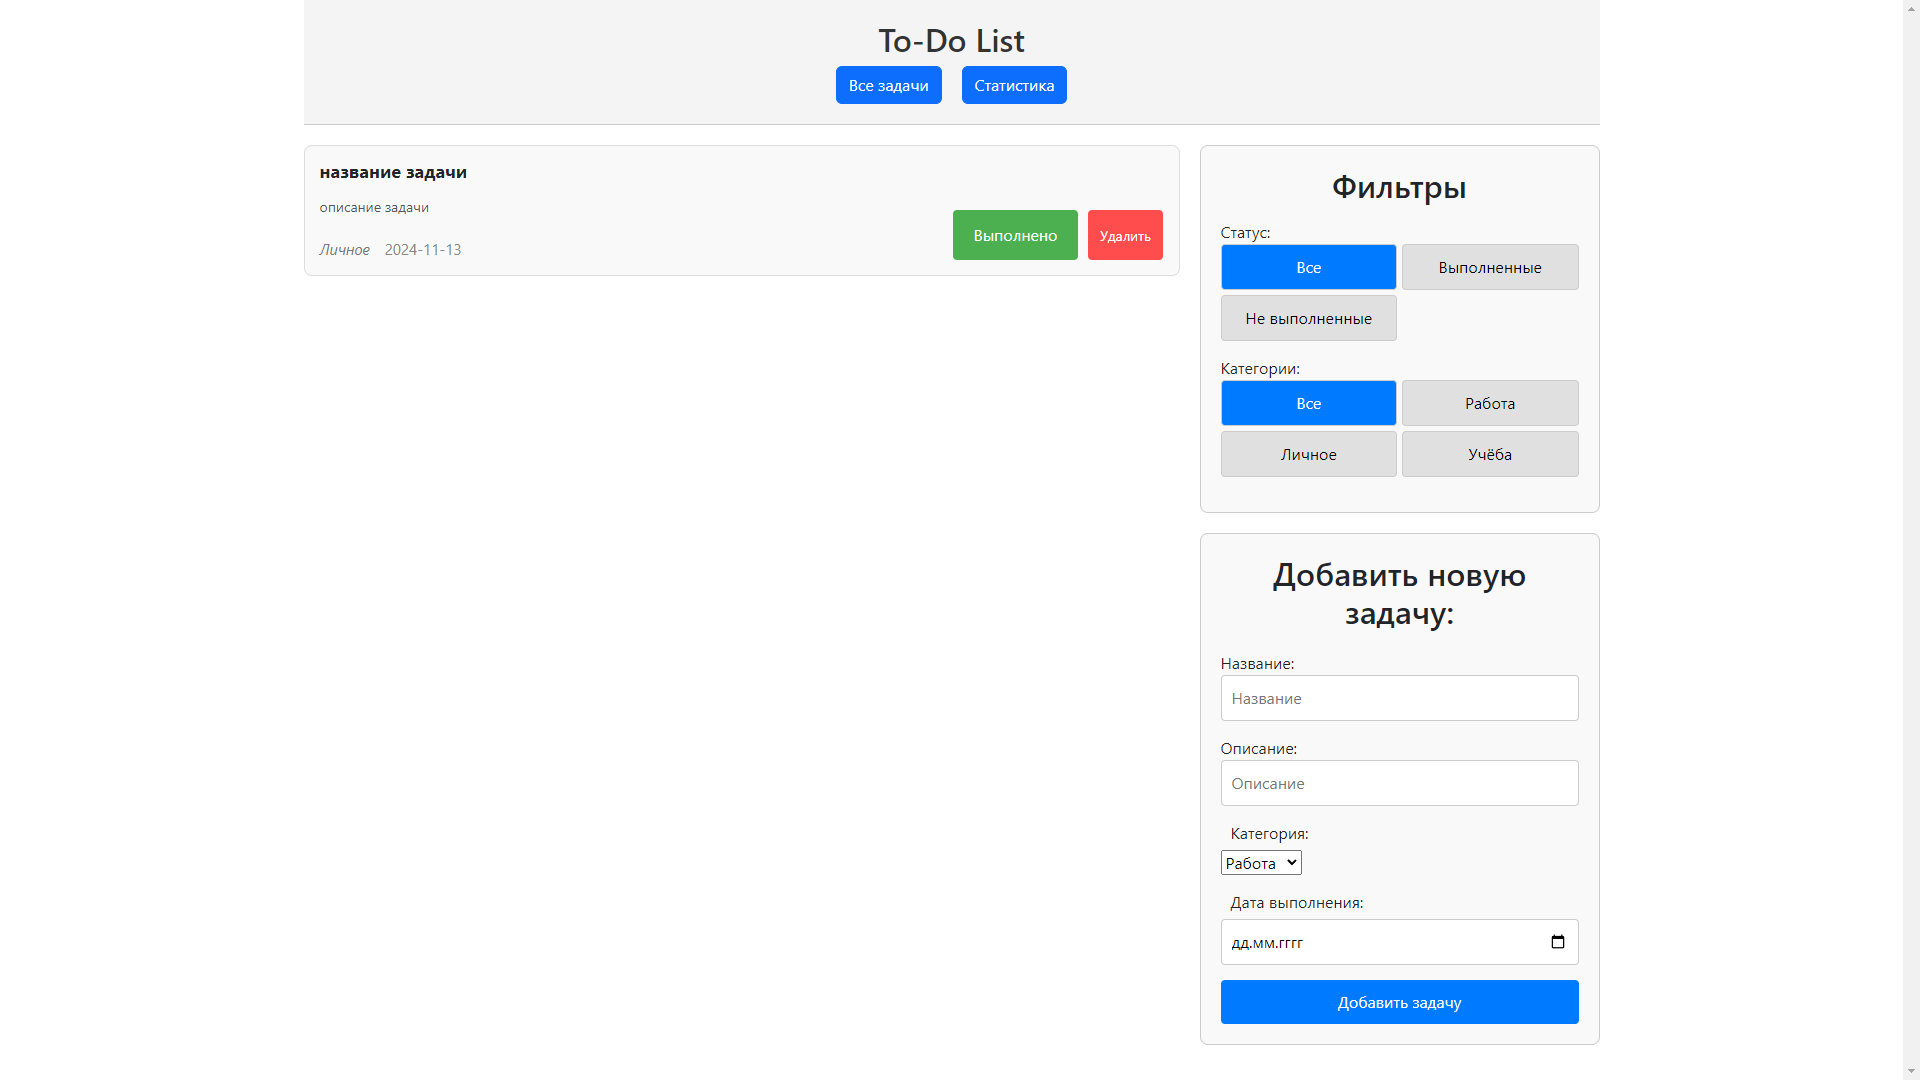 To-Do List
Все задачи
Статистика
название задачи
описание задачи
Личное 2024-11-13
Выполнено
Удалить
Фильтры
Статус:
Все
Выполненные
Не выполненные
Категории:
Все
Работа
Личное
Учёба
Добавить новую
задачу:
Название:
Название
Описание:
Описание
Категория:
Работа
Дата выполнения:
дд.мм.гггг
Добавить задачу